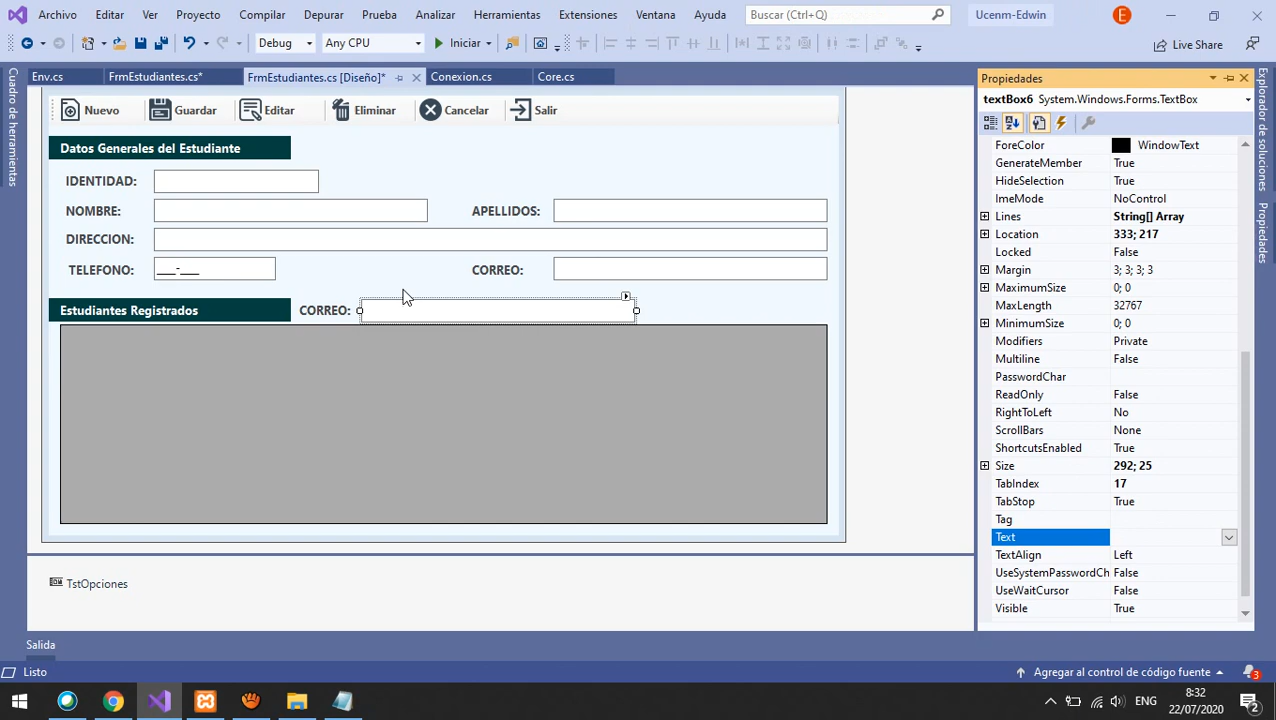 Archivo Editar Ver Proyecto Compilar Depurar Prueba Analizar Herramientas Extensiones Ventana Ayuda Buscar (Ctrl+Q) Ucenm-Edwin E
Debug Any CPU Iniciar Live Share
Env.cs FrmEstudiantes.cs* FrmEstudiantes.cs [Diseño]* Conexion.cs Core.cs
Cuadro de herramientas
Nuevo Guardar Editar Eliminar Cancelar Salir
Datos Generales del Estudiante
IDENTIDAD:
NOMBRE: APELLIDOS:
DIRECCION:
TELEFONO: ____-____ CORREO:
Estudiantes Registrados CORREO:
TstOpciones
Salida
Propiedades
textBox6 System.Windows.Forms.TextBox
ForeColor WindowText
GenerateMember True
HideSelection True
ImeMode NoControl
Lines String[] Array
Location 333; 217
Locked False
Margin 3; 3; 3; 3
MaximumSize 0; 0
MaxLength 32767
MinimumSize 0; 0
Modifiers Private
Multiline False
PasswordChar
ReadOnly False
RightToLeft No
ScrollBars None
ShortcutsEnabled True
Size 292; 25
TabIndex 17
TabStop True
Tag
Text
TextAlign Left
UseSystemPasswordCh False
UseWaitCursor False
Visible True
Explorador de soluciones
Propiedades
Listo Agregar al control de código fuente 3
ENG 8:32
22/07/2020 2